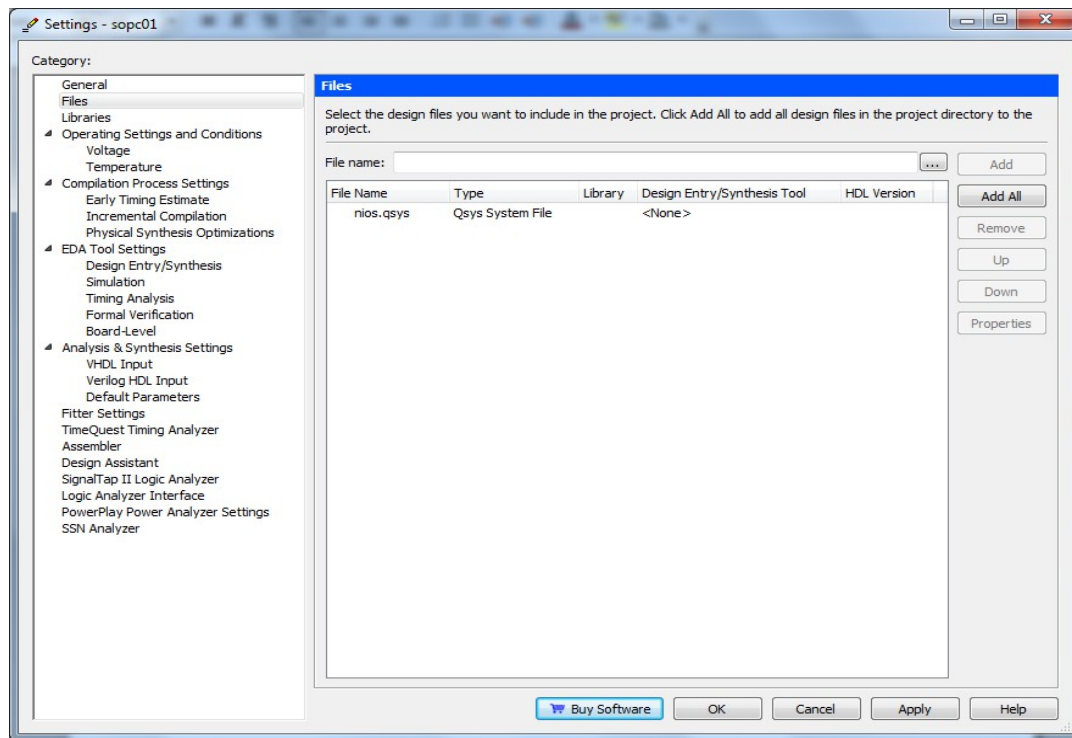 Settings - sopc01
Category:
General
Files
Libraries
Operating Settings and Conditions
Voltage
Temperature
Compilation Process Settings
Early Timing Estimate
Incremental Compilation
Physical Synthesis Optimizations
EDA Tool Settings
Design Entry/Synthesis
Simulation
Timing Analysis
Formal Verification
Board-Level
Analysis & Synthesis Settings
VHDL Input
Verilog HDL Input
Default Parameters
Fitter Settings
TimeQuest Timing Analyzer
Assembler
Design Assistant
SignalTap II Logic Analyzer
Logic Analyzer Interface
PowerPlay Power Analyzer Settings
SSN Analyzer
Files
Select the design files you want to include in the project. Click Add All to add all design files in the project directory to the
project.
File name: ... Add
File Name Type Library Design Entry/Synthesis Tool HDL Version Add All
nios.qsys Qsys System File <None>
Remove
Up
Down
Properties
Buy Software OK Cancel Apply Help